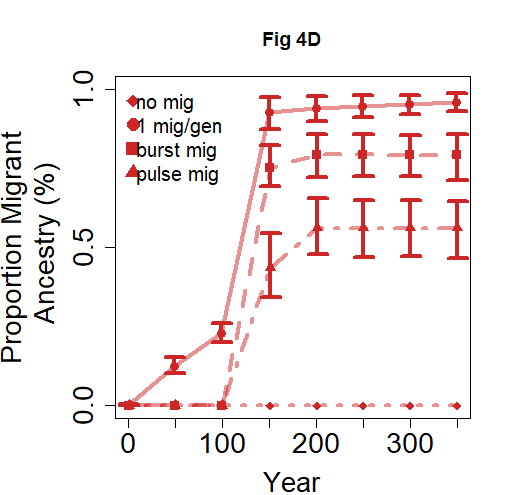 Fig 4D
1.0
0.5
0.0
Proportion Migrant
Ancestry (%)
no mig
1 mig/gen
burst mig
pulse mig
0
100
200
300
Year